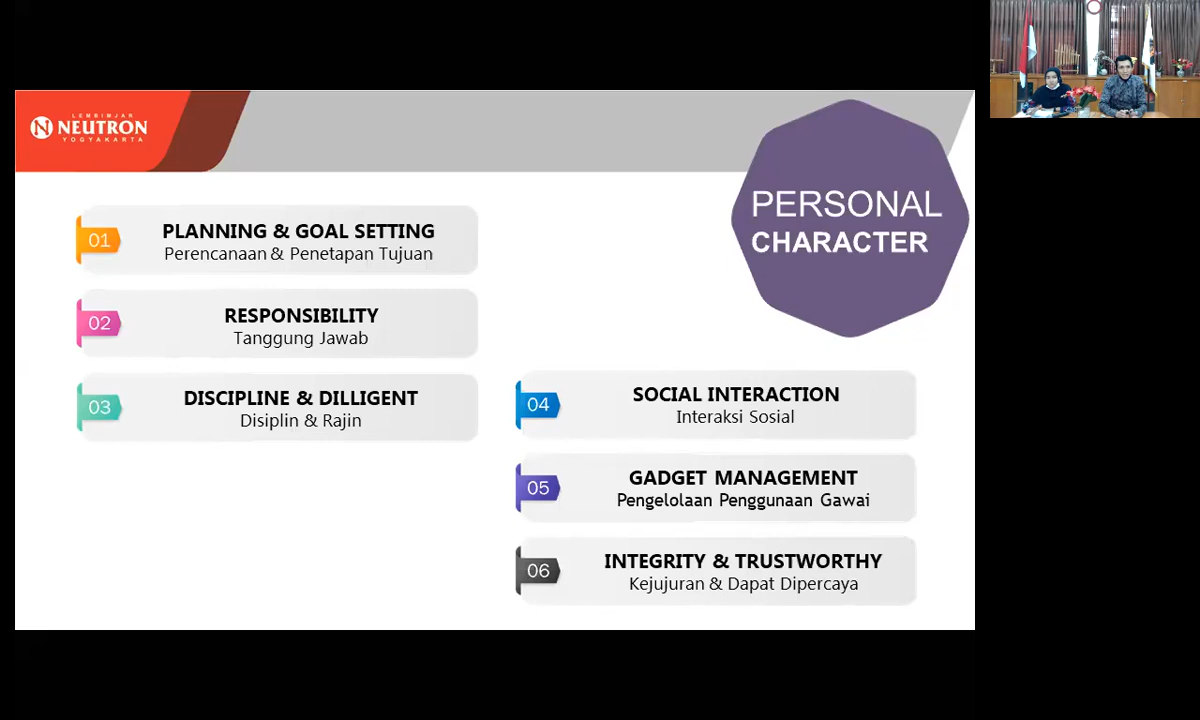 LEMBIMJAR
NEUTRON
YOGYAKARTA
PERSONAL
CHARACTER
01
PLANNING & GOAL SETTING
Perencanaan & Penetapan Tujuan
02
RESPONSIBILITY
Tanggung Jawab
03
DISCIPLINE & DILLIGENT
Disiplin & Rajin
04
SOCIAL INTERACTION
Interaksi Sosial
05
GADGET MANAGEMENT
Pengelolaan Penggunaan Gawai
06
INTEGRITY & TRUSTWORTHY
Kejujuran & Dapat Dipercaya